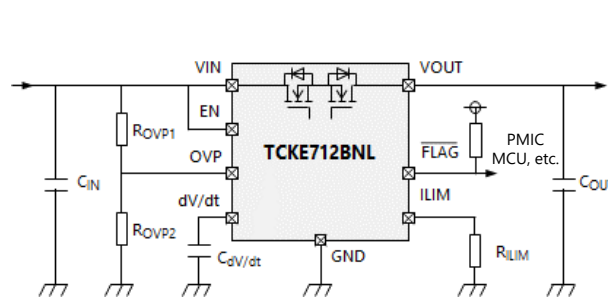 VIN
VOUT
EN
ROVP1
OVP
TCKE712BNL
FLAG
PMIC
MCU, etc.
CIN
dV/dt
ILIM
COU
ROVP2
CdV/dt
GND
RILIM